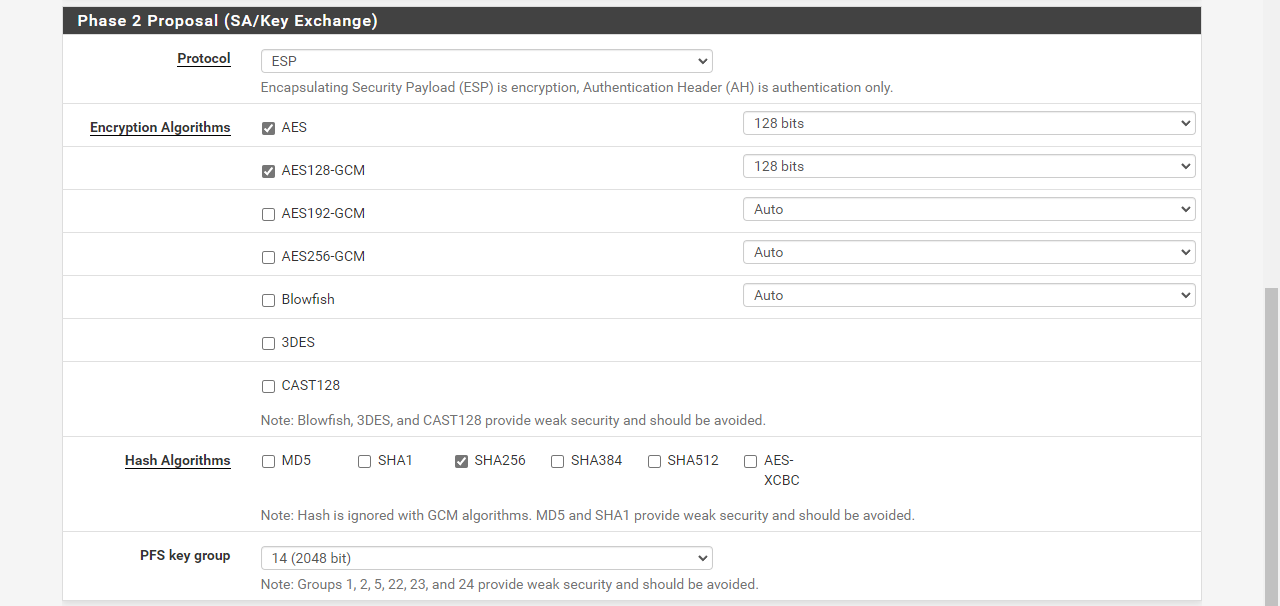 Phase 2 Proposal (SA/Key Exchange)
Protocol
ESP
Encapsulating Security Payload (ESP) is encryption, Authentication Header (AH) is authentication only.
Encryption Algorithms
AES
128 bits
AES128-GCM
128 bits
AES192-GCM
Auto
AES256-GCM
Auto
Blowfish
Auto
3DES
CAST128
Note: Blowfish, 3DES, and CAST128 provide weak security and should be avoided.
Hash Algorithms
MD5
SHA1
SHA256
SHA384
SHA512
AES-
XCBC
Note: Hash is ignored with GCM algorithms. MD5 and SHA1 provide weak security and should be avoided.
PFS key group
14 (2048 bit)
Note: Groups 1, 2, 5, 22, 23, and 24 provide weak security and should be avoided.